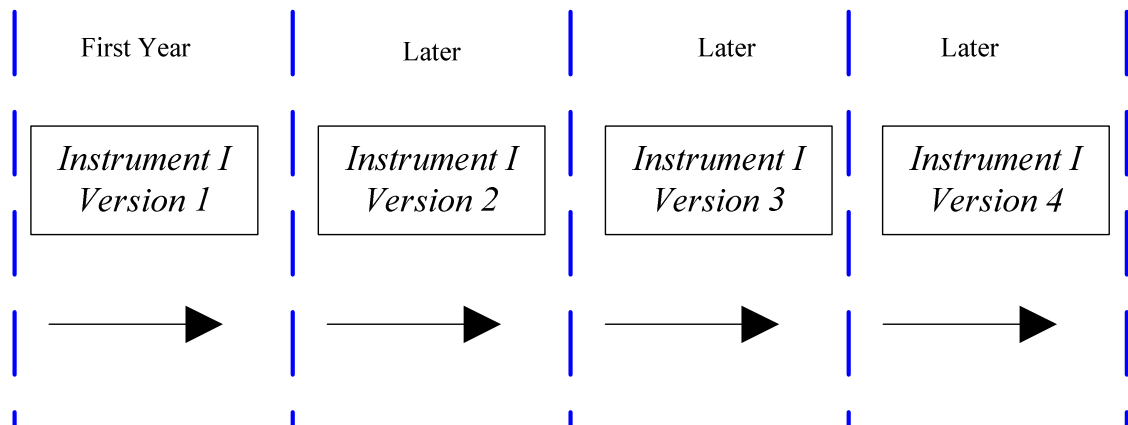 First Year
Later
Later
Later
Instrument I
Version 1
Instrument I
Version 2
Instrument I
Version 3
Instrument I
Version 4